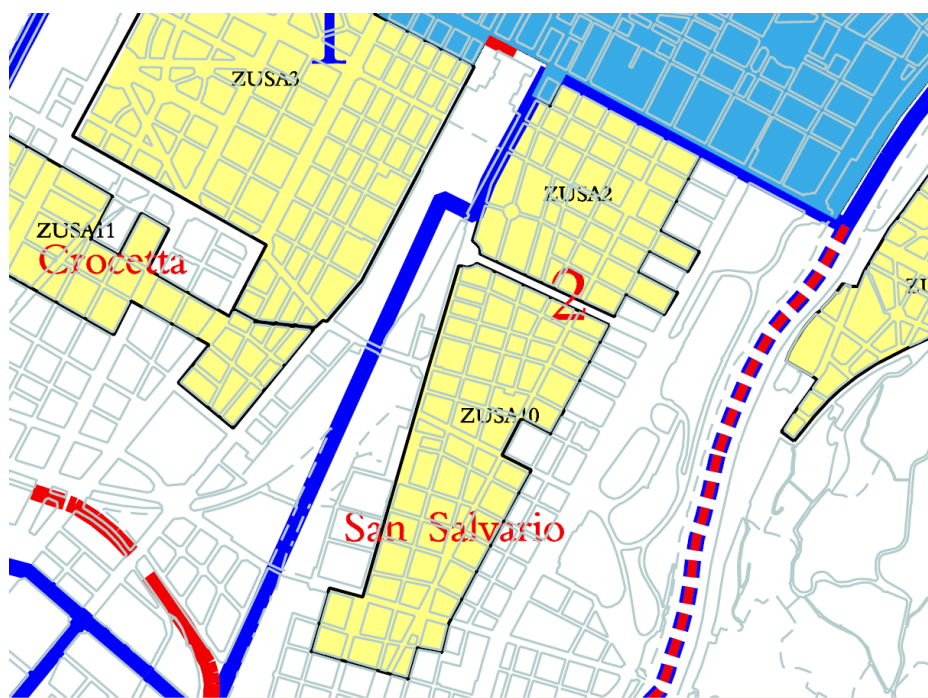 1
ZUSA3
ZUSA2
ZUSA11
Crocetta
2
ZUSA10
San Salvario